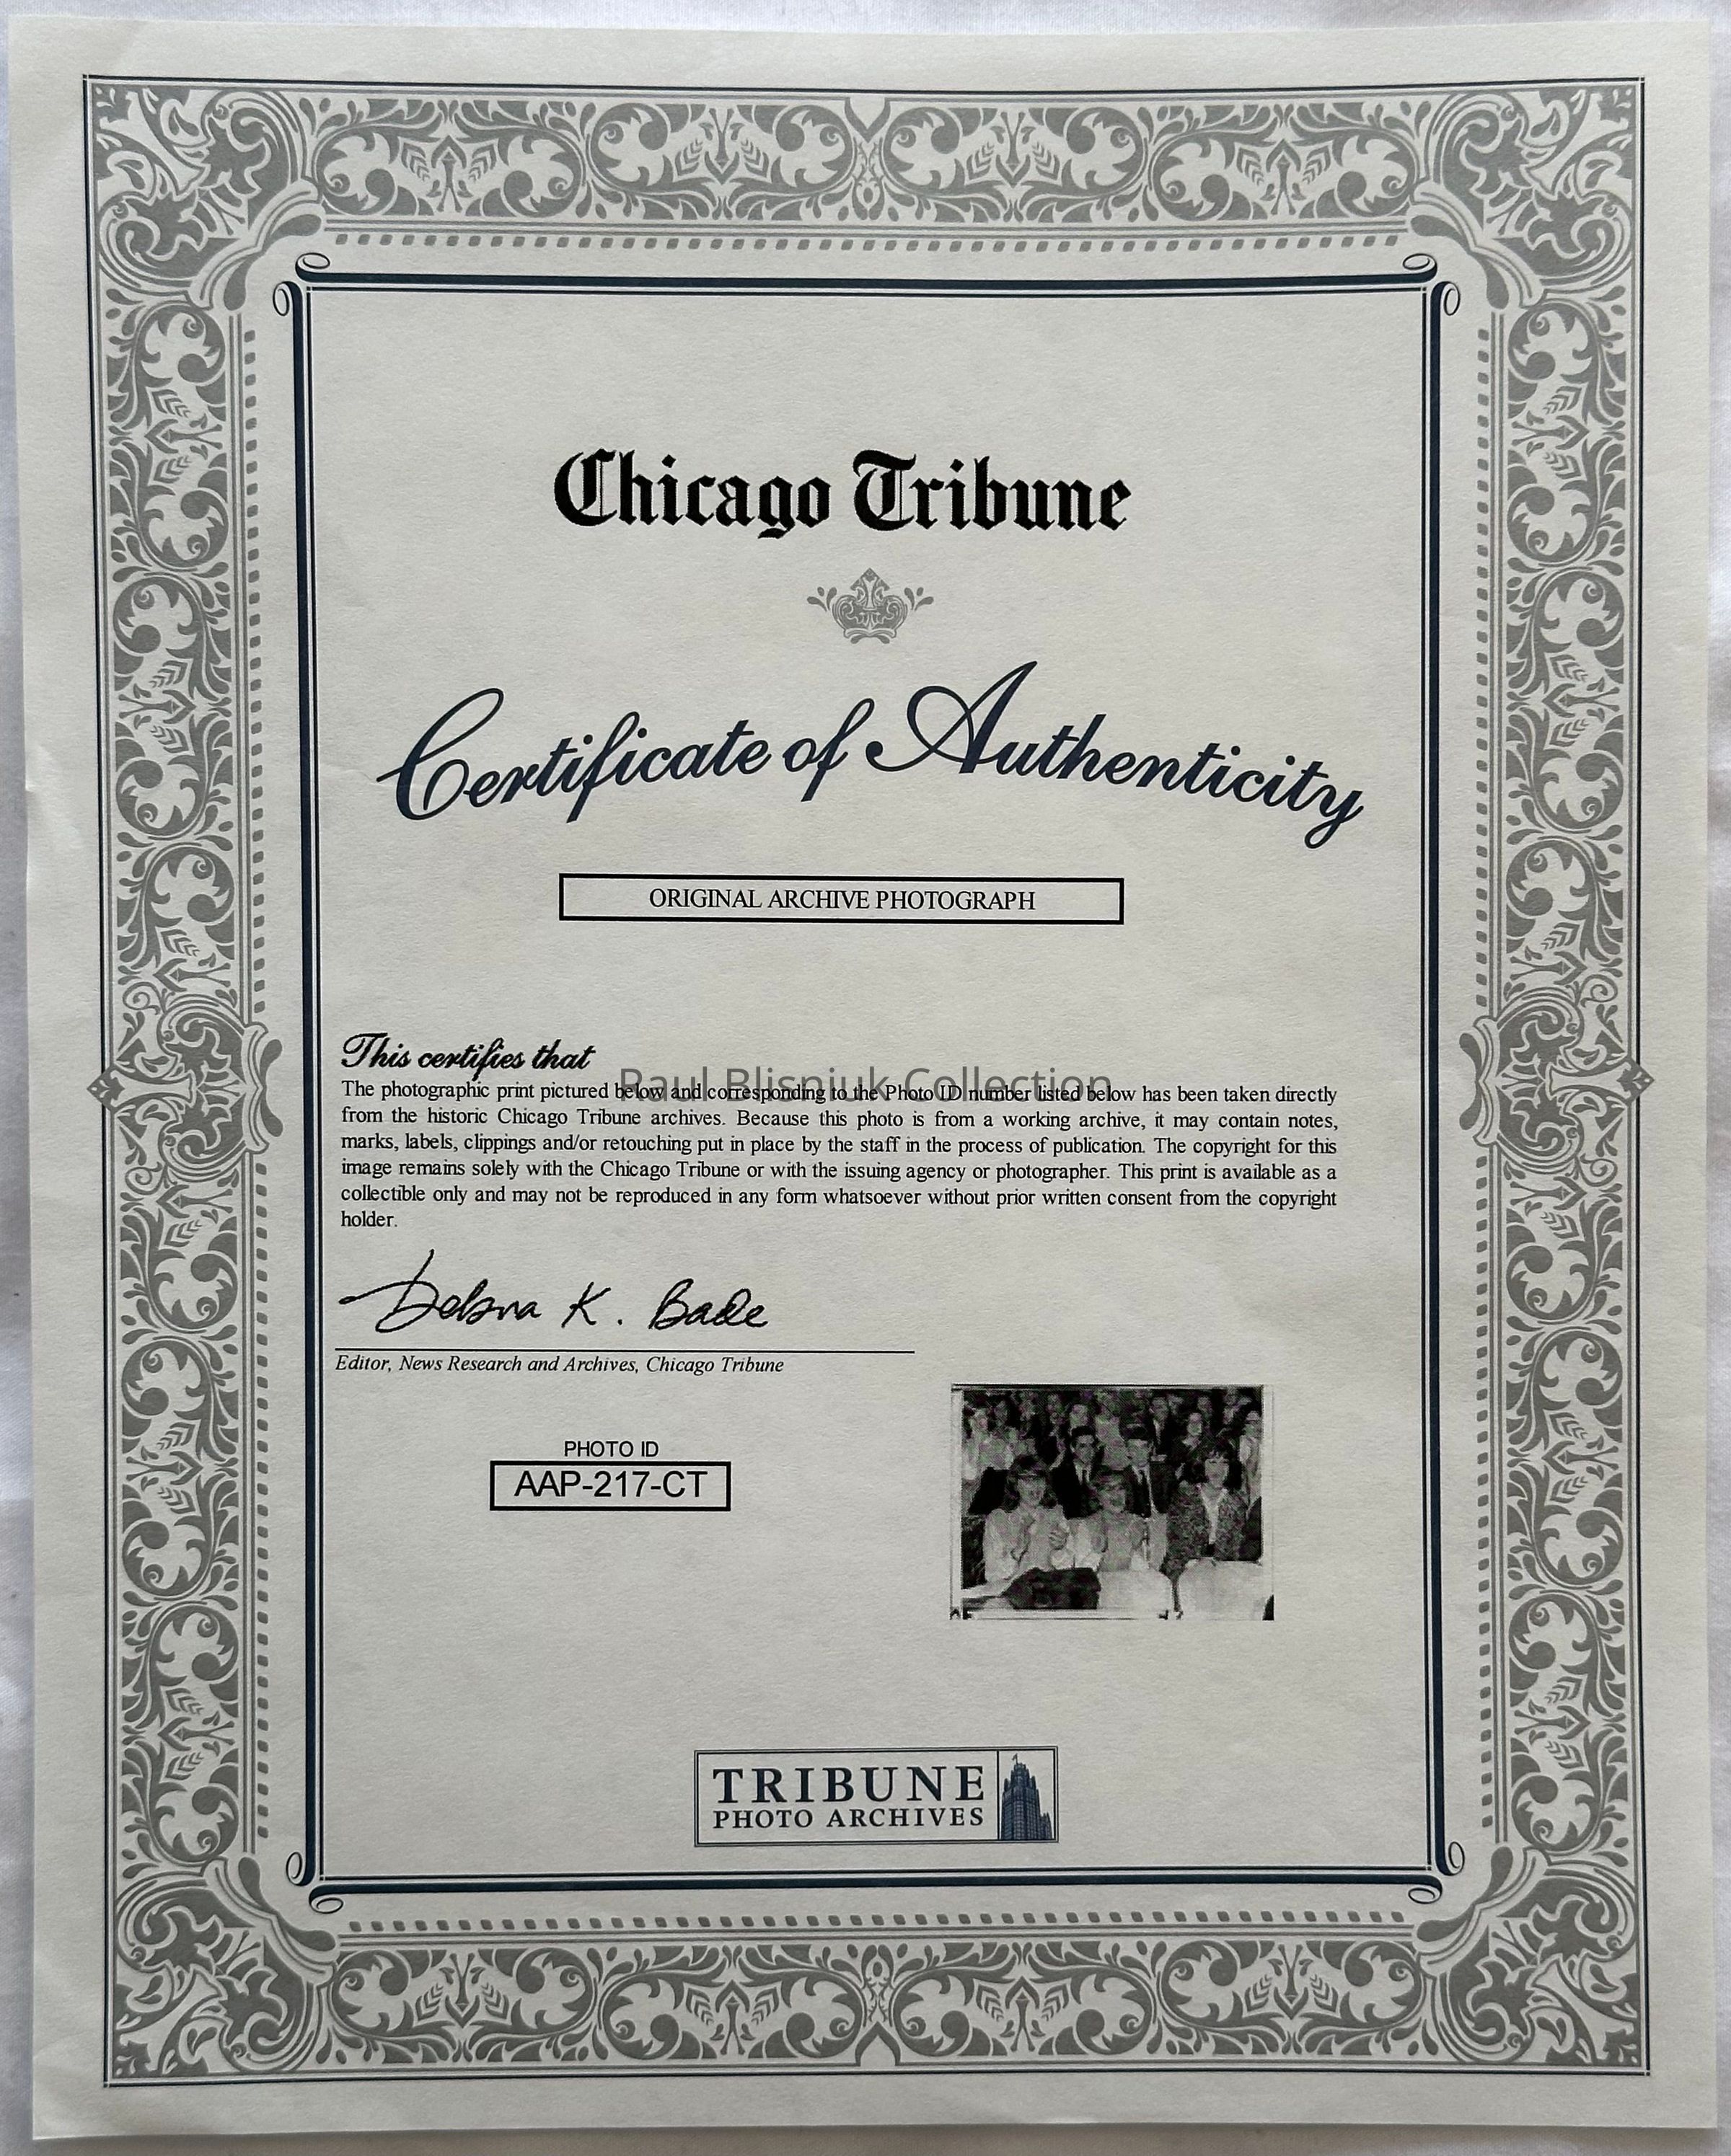 Chicago Tribune
Certificate of Authenticity
ORIGINAL ARCHIVE PHOTOGRAPH
This certifies that
Raul Blisniuk Collection
The photographic print pictured below and corresponding to the Photo ID number listed below has been taken directly
from the historic Chicago Tribune archives. Because this photo is from a working archive, it may contain notes,
marks, labels, clippings and/or retouching put in place by the staff in the process of publication. The copyright for this
image remains solely with the Chicago Tribune or with the issuing agency or photographer. This print is available as a
collectible only and may not be reproduced in any form whatsoever without prior written consent from the copyright
holder.
Debra K. Bade
Editor, News Research and Archives, Chicago Tribune
PHOTO ID
AAP-217-CT
TRIBUNE
PHOTO ARCHIVES